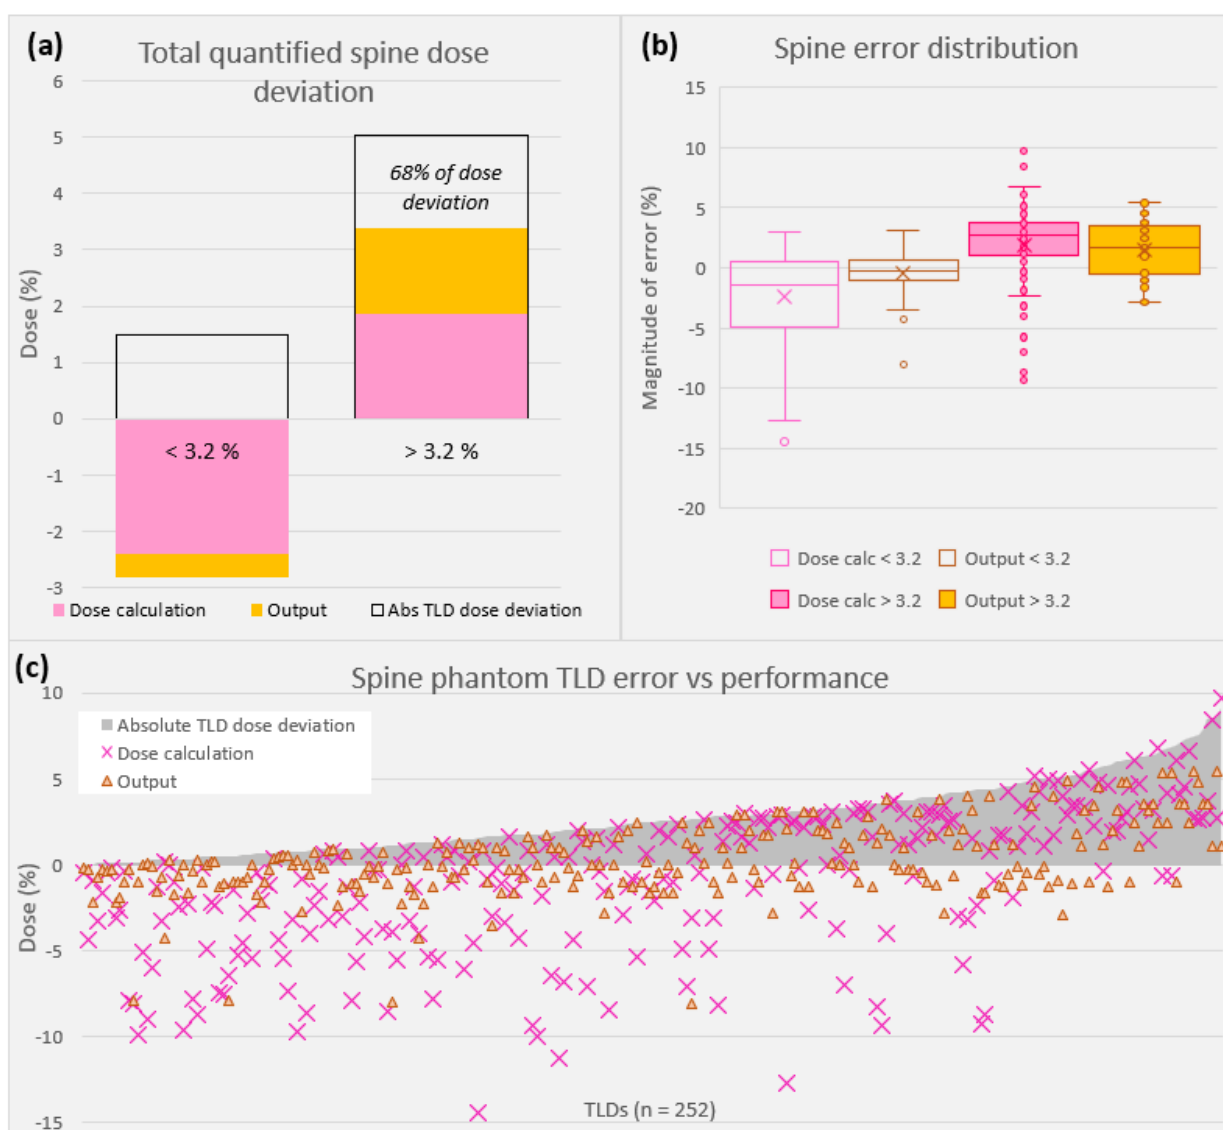 (a)
Total quantified spine dose
deviation
6
5
4
3
2
1
0
-1
-2
-3
Dose (%)
68% of dose
deviation
< 3.2 %
> 3.2 %
Dose calculation
Output
Abs TLD dose deviation
(b)
Spine error distribution
15
10
5
0
-5
-10
-15
-20
Magnitude of error (%)
Dose calc < 3.2
Output < 3.2
Dose calc > 3.2
Output > 3.2
(c)
Spine phantom TLD error vs performance
10
5
0
-5
-10
-15
Dose (%)
Absolute TLD dose deviation
Dose calculation
Output
TLDs (n = 252)